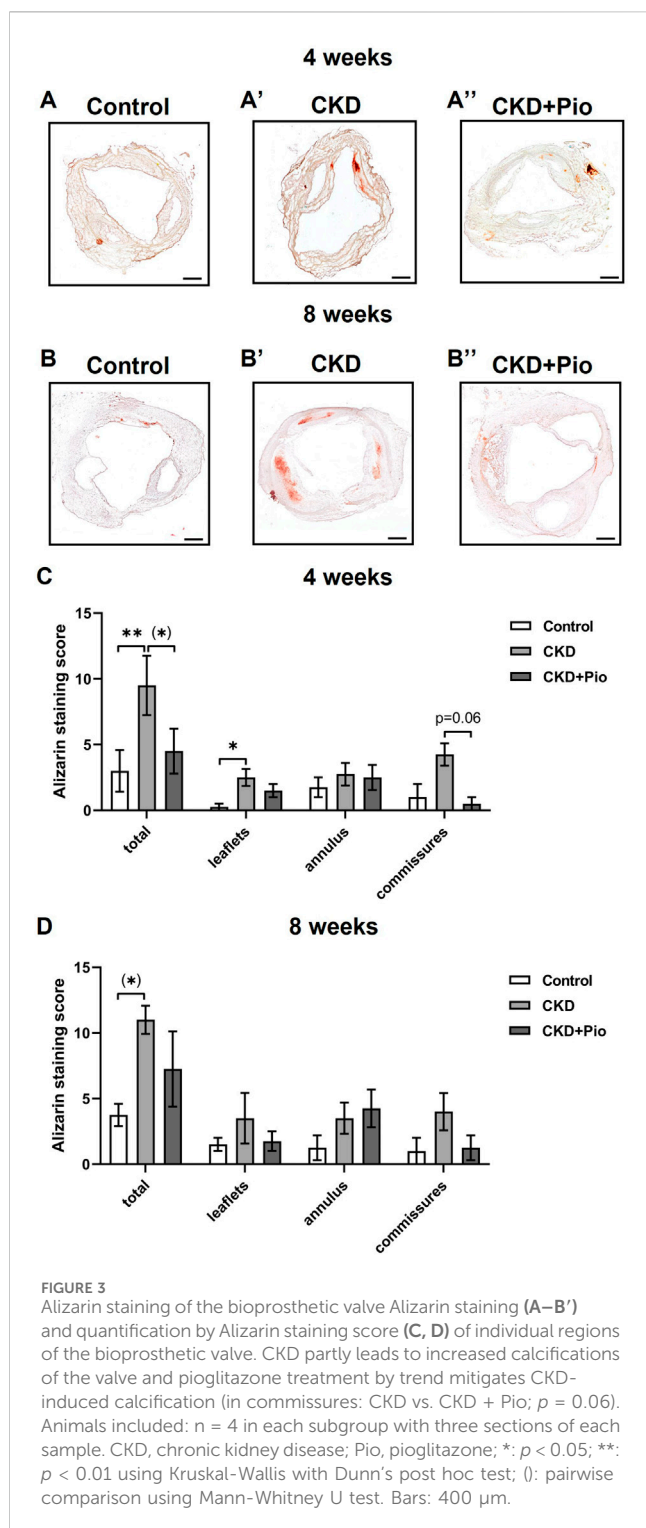 4 weeks
A Control A' CKD A'' CKD+Pio
8 weeks
B Control B' CKD B'' CKD+Pio
C 4 weeks
Alizarin staining score
15
10
5
0
** (*)
*
p=0.06
Control
CKD
CKD+Pio
total leaflets annulus commissures
D 8 weeks
Alizarin staining score
15
10
5
0
(*)
Control
CKD
CKD+Pio
total leaflets annulus commissures
FIGURE 3
Alizarin staining of the bioprosthetic valve Alizarin staining (A–B')
and quantification by Alizarin staining score (C, D) of individual regions
of the bioprosthetic valve. CKD partly leads to increased calcifications
of the valve and pioglitazone treatment by trend mitigates CKD-
induced calcification (in commissures: CKD vs. CKD + Pio; p = 0.06).
Animals included: n = 4 in each subgroup with three sections of each
sample. CKD, chronic kidney disease; Pio, pioglitazone; *: p < 0.05; **:
p < 0.01 using Kruskal-Wallis with Dunn's post hoc test; (): pairwise
comparison using Mann-Whitney U test. Bars: 400 µm.